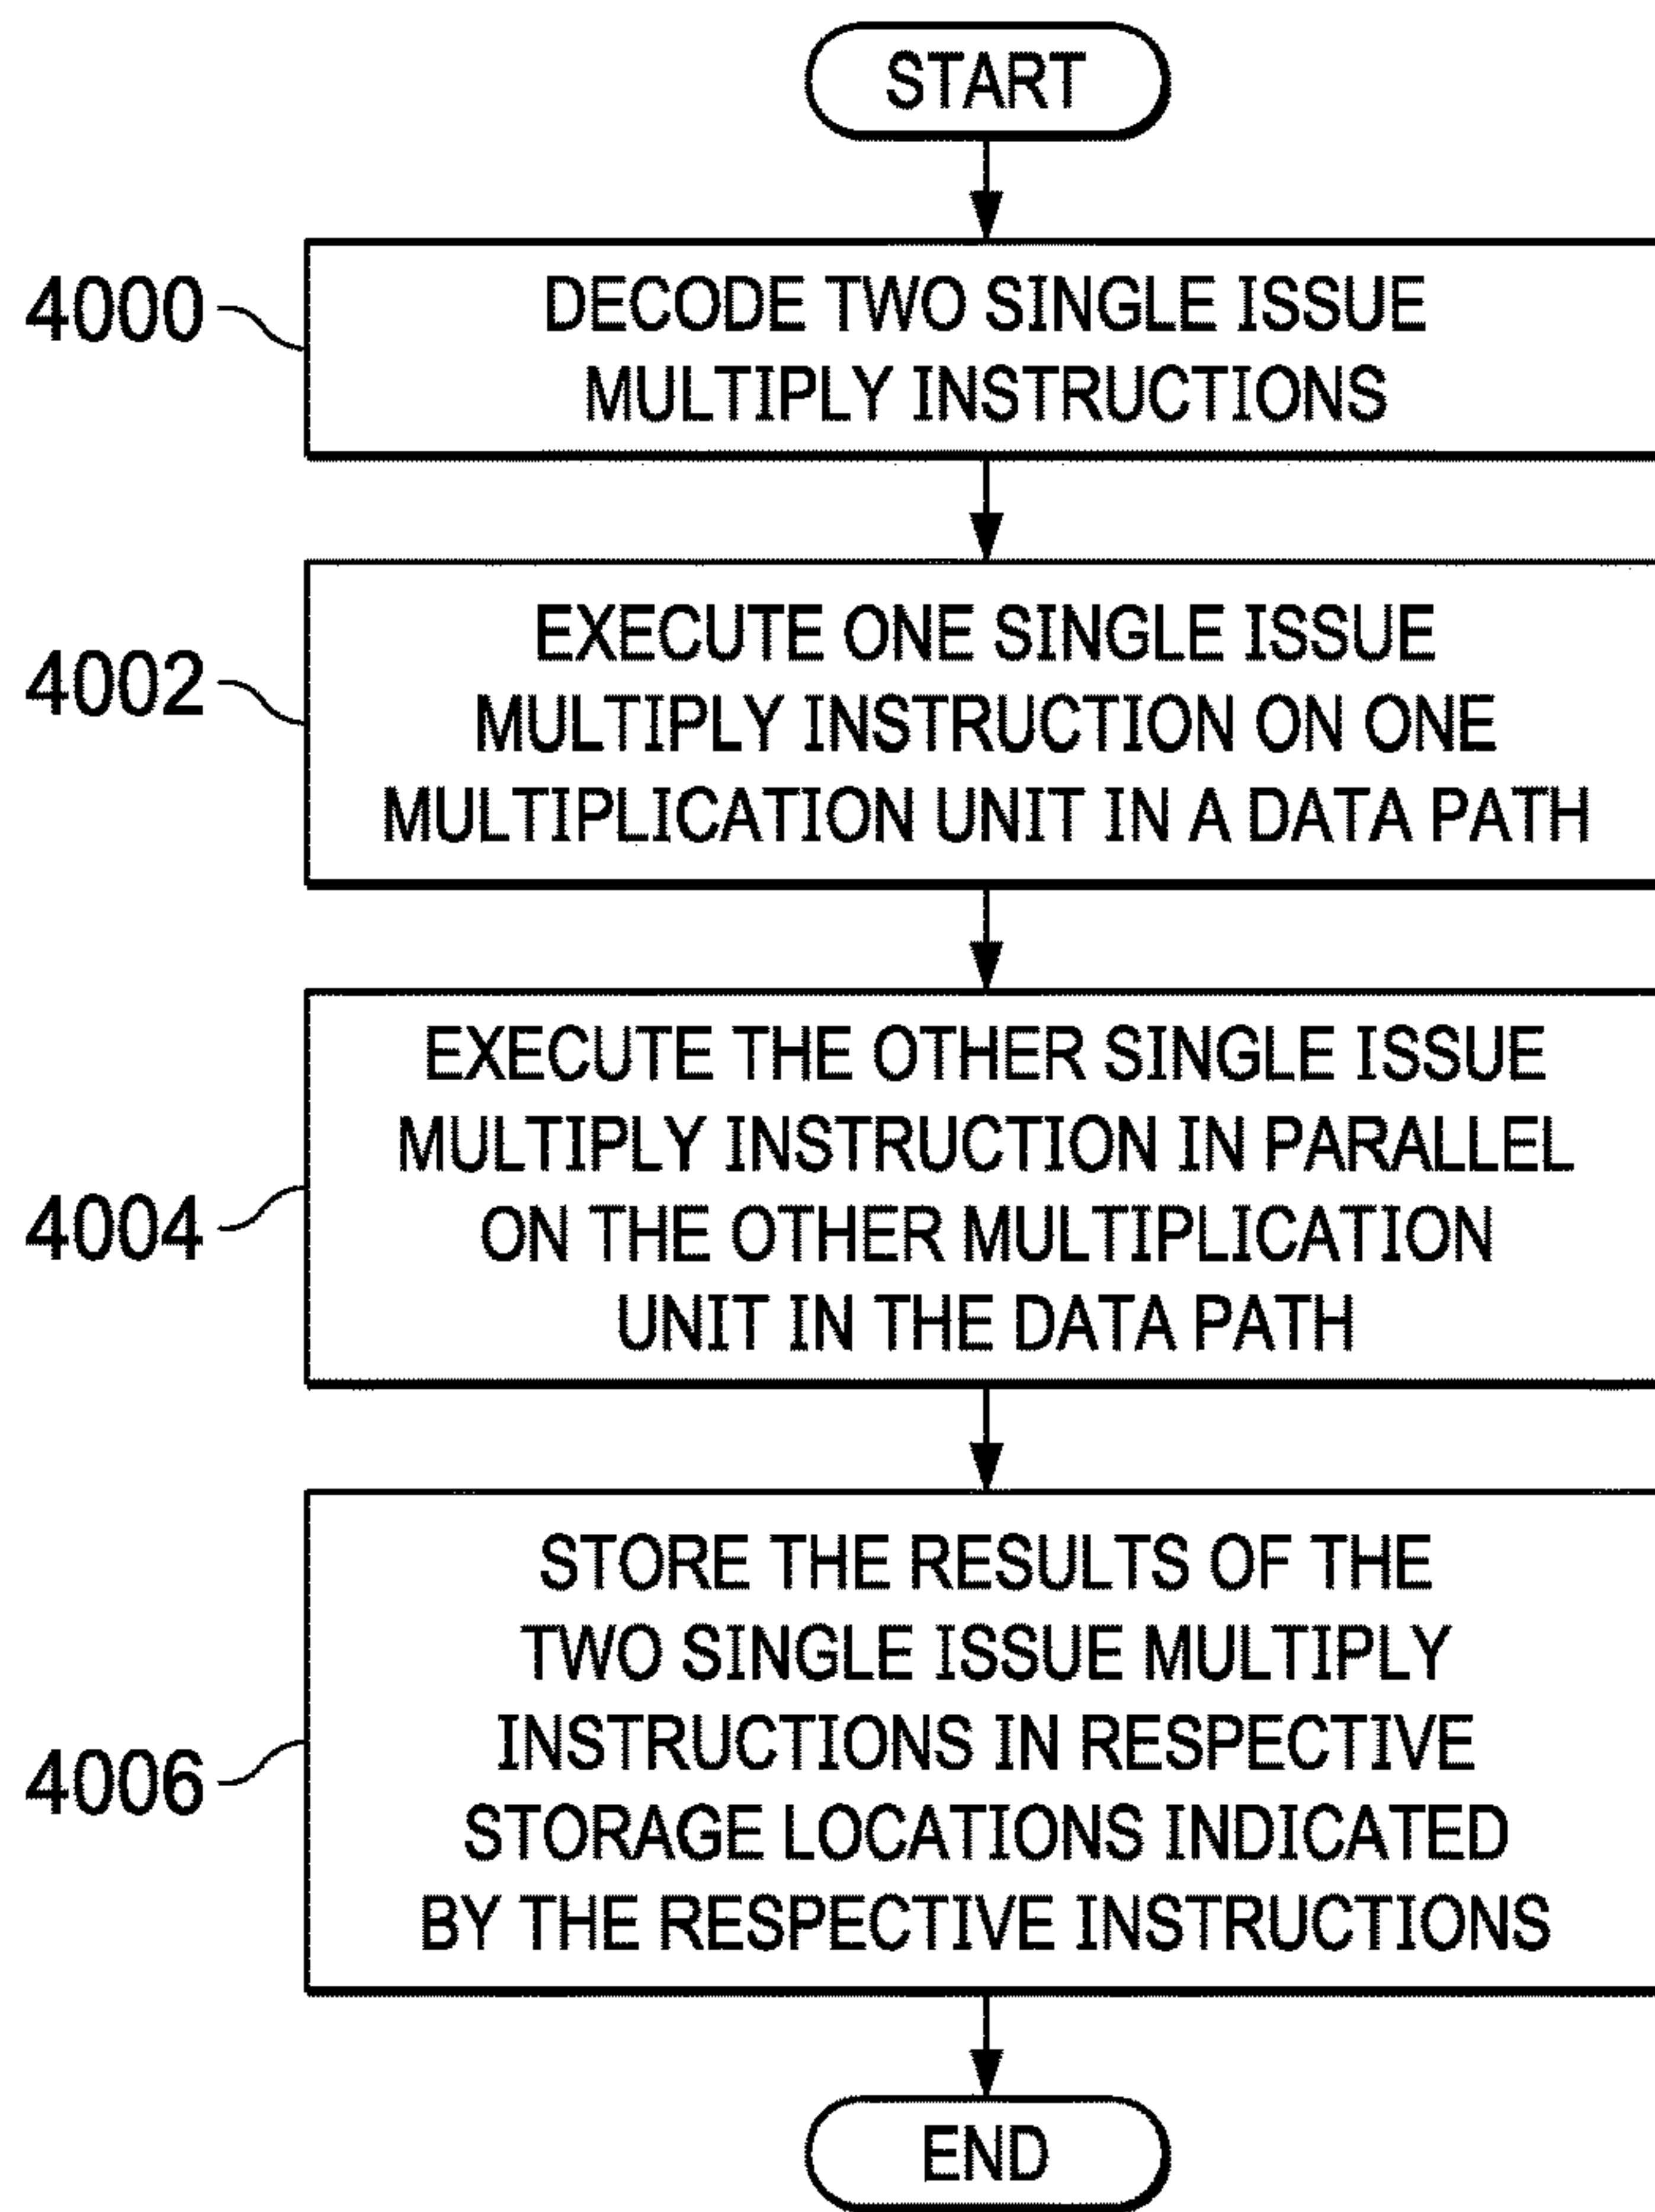 START
4000
DECODE TWO SINGLE ISSUE
MULTIPLY INSTRUCTIONS
4002
EXECUTE ONE SINGLE ISSUE
MULTIPLY INSTRUCTION ON ONE
MULTIPLICATION UNIT IN A DATA PATH
4004
EXECUTE THE OTHER SINGLE ISSUE
MULTIPLY INSTRUCTION IN PARALLEL
ON THE OTHER MULTIPLICATION
UNIT IN THE DATA PATH
4006
STORE THE RESULTS OF THE
TWO SINGLE ISSUE MULTIPLY
INSTRUCTIONS IN RESPECTIVE
STORAGE LOCATIONS INDICATED
BY THE RESPECTIVE INSTRUCTIONS
END